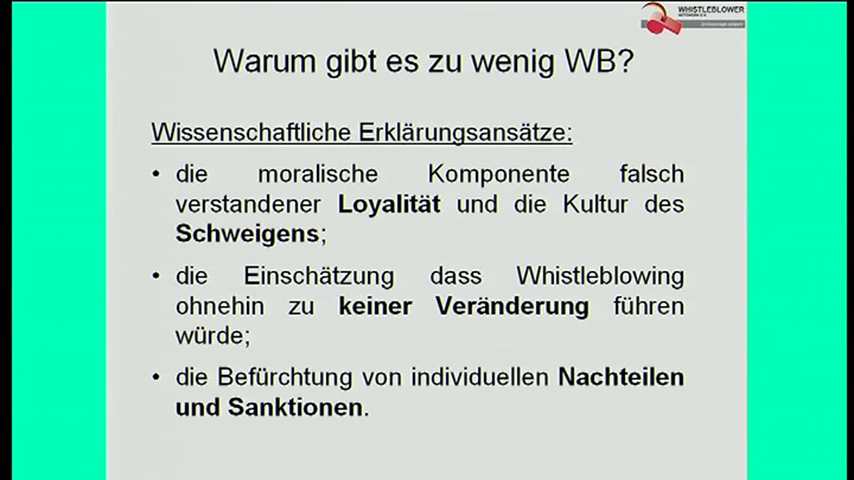 WHISTLEBLOWER
NETZWERK E.V.
Warum gibt es zu wenig WB?
Wissenschaftliche Erklärungsansätze:
• die moralische Komponente falsch
verstandener Loyalität und die Kultur des
Schweigens;
• die Einschätzung dass Whistleblowing
ohnehin zu keiner Veränderung führen
würde;
• die Befürchtung von individuellen Nachteilen
und Sanktionen.